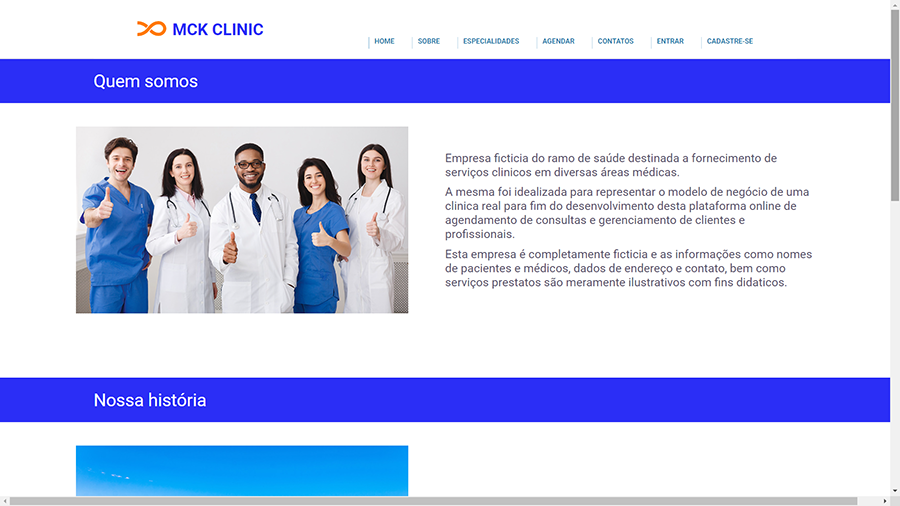 MCK CLINIC
HOME
SOBRE
ESPECIALIDADES
AGENDAR
CONTATOS
ENTRAR
CADASTRE-SE
Quem somos
Empresa ficticia do ramo de saúde destinada a fornecimento de
serviços clinicos em diversas áreas médicas.
A mesma foi idealizada para representar o modelo de negócio de uma
clinica real para fim do desenvolvimento desta plataforma online de
agendamento de consultas e gerenciamento de clientes e
profissionais.
Esta empresa é completamente ficticia e as informações como nomes
de pacientes e médicos, dados de endereço e contato, bem como
serviços prestatos são meramente ilustrativos com fins didaticos.
Nossa história